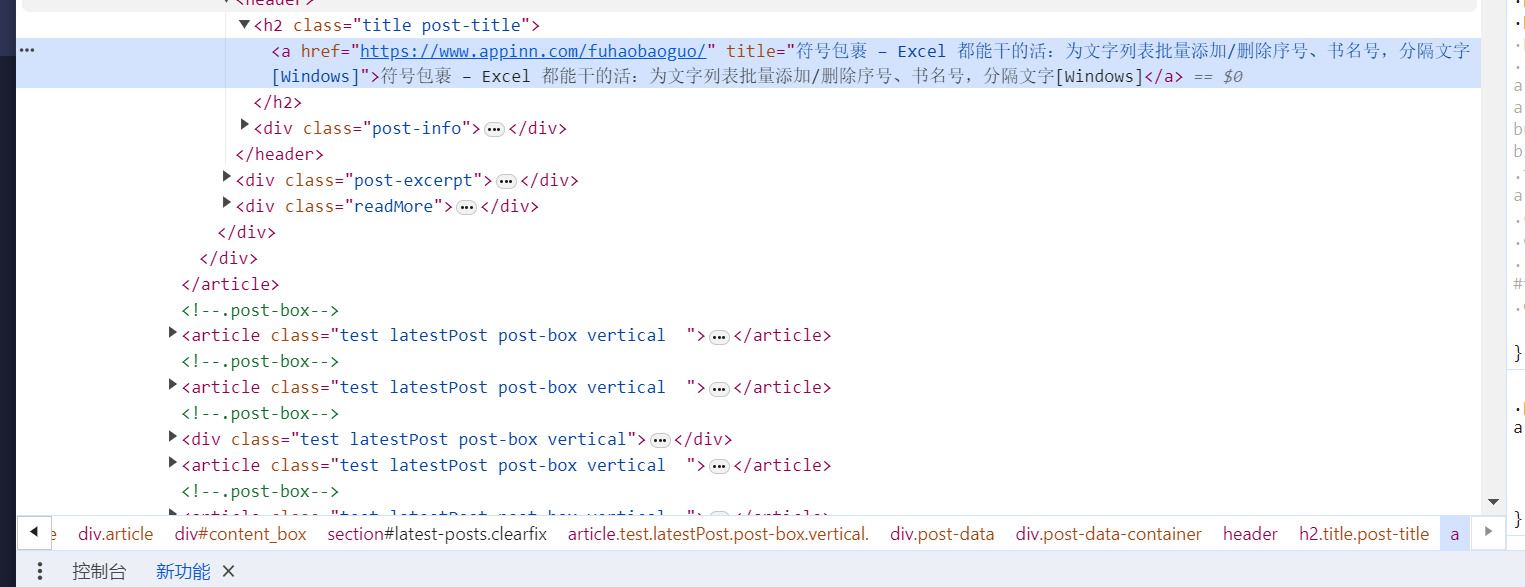 <h2 class="title post-title">
<a href="https://www.appinn.com/fuhaobaoguo/" title="符号包裹 – Excel 都能干的活：为文字列表批量添加/删除序号、书名号，分隔文字
[Windows]">符号包裹 – Excel 都能干的活：为文字列表批量添加/删除序号、书名号，分隔文字[Windows]</a> == $0
</h2>
<div class="post-info"></div>
</header>
<div class="post-excerpt"></div>
<div class="readMore"></div>
</div>
</div>
</article>
<!--.post-box-->
<article class="test latestPost post-box vertical  "></article>
<!--.post-box-->
<article class="test latestPost post-box vertical  "></article>
<!--.post-box-->
<div class="test latestPost post-box vertical"></div>
<article class="test latestPost post-box vertical  "></article>
<!--.post-box-->
div.article div#content_box section#latest-posts.clearfix article.test.latestPost.post-box.vertical. div.post-data div.post-data-container header h2.title.post-title a
控制台 新功能